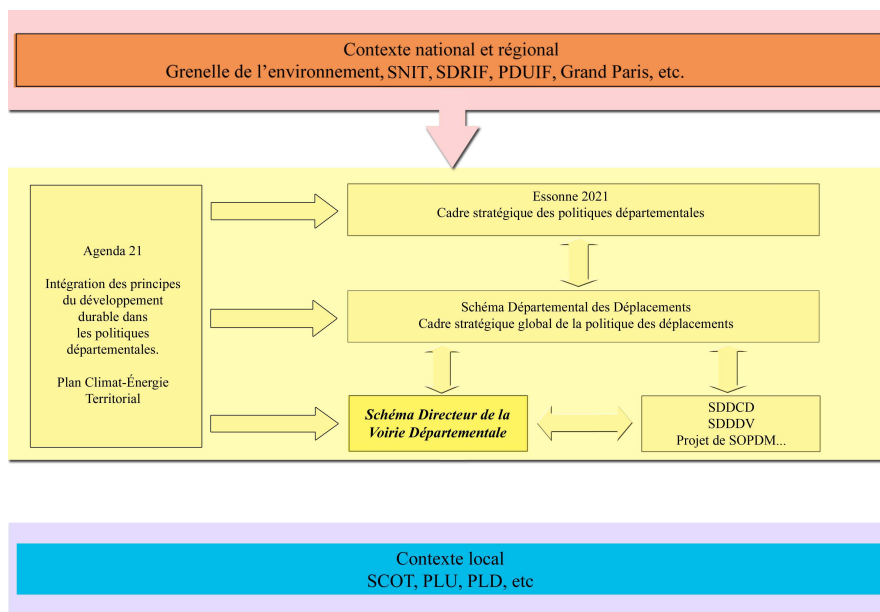 Contexte national et régional
Grenelle de l’environnement, SNIT, SDRIF, PDUIF, Grand Paris, etc.
Agenda 21
Intégration des principes
du développement
durable dans
les politiques
départementales.
Plan Climat-Énergie
Territorial
Essonne 2021
Cadre stratégique des politiques départementales
Schéma Départemental des Déplacements
Cadre stratégique global de la politique des déplacements
Schéma Directeur de la
Voirie Départementale
SDDCD
SDDDV
Projet de SOPDM...
Contexte local
SCOT, PLU, PLD, etc